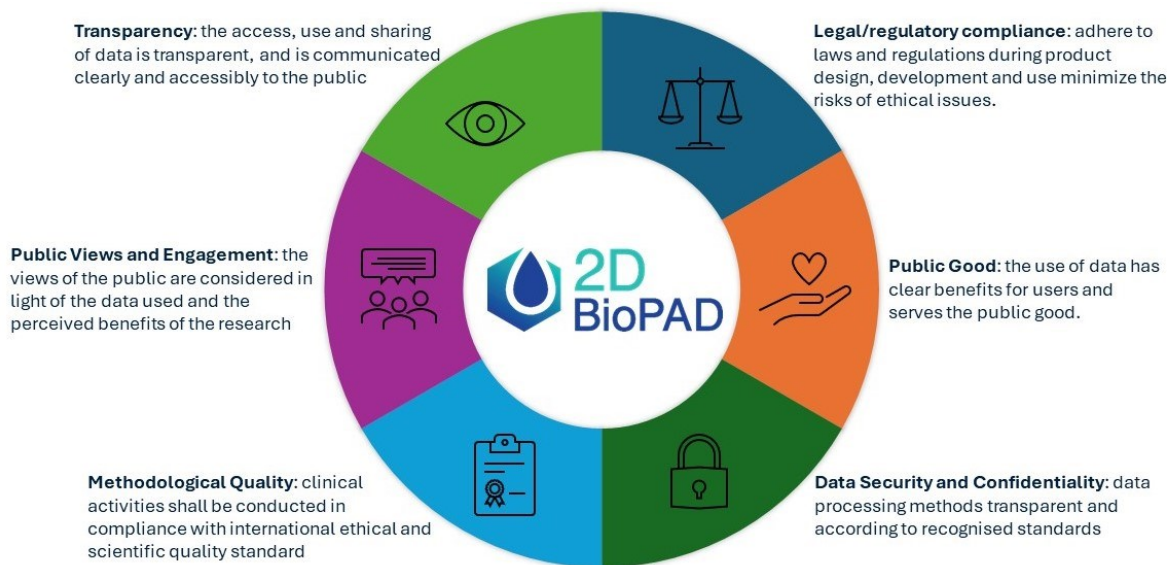 Transparency: the access, use and sharing
of data is transparent, and is communicated
clearly and accessibly to the public
Legal/regulatory compliance: adhere to
laws and regulations during product
design, development and use minimize the
risks of ethical issues.
Public Views and Engagement: the
views of the public are considered in
light of the data used and the
perceived benefits of the research
2D
BioPAD
Public Good: the use of data has
clear benefits for users and
serves the public good.
Methodological Quality: clinical
activities shall be conducted in
compliance with international ethical and
scientific quality standard
Data Security and Confidentiality: data
processing methods transparent and
according to recognised standards